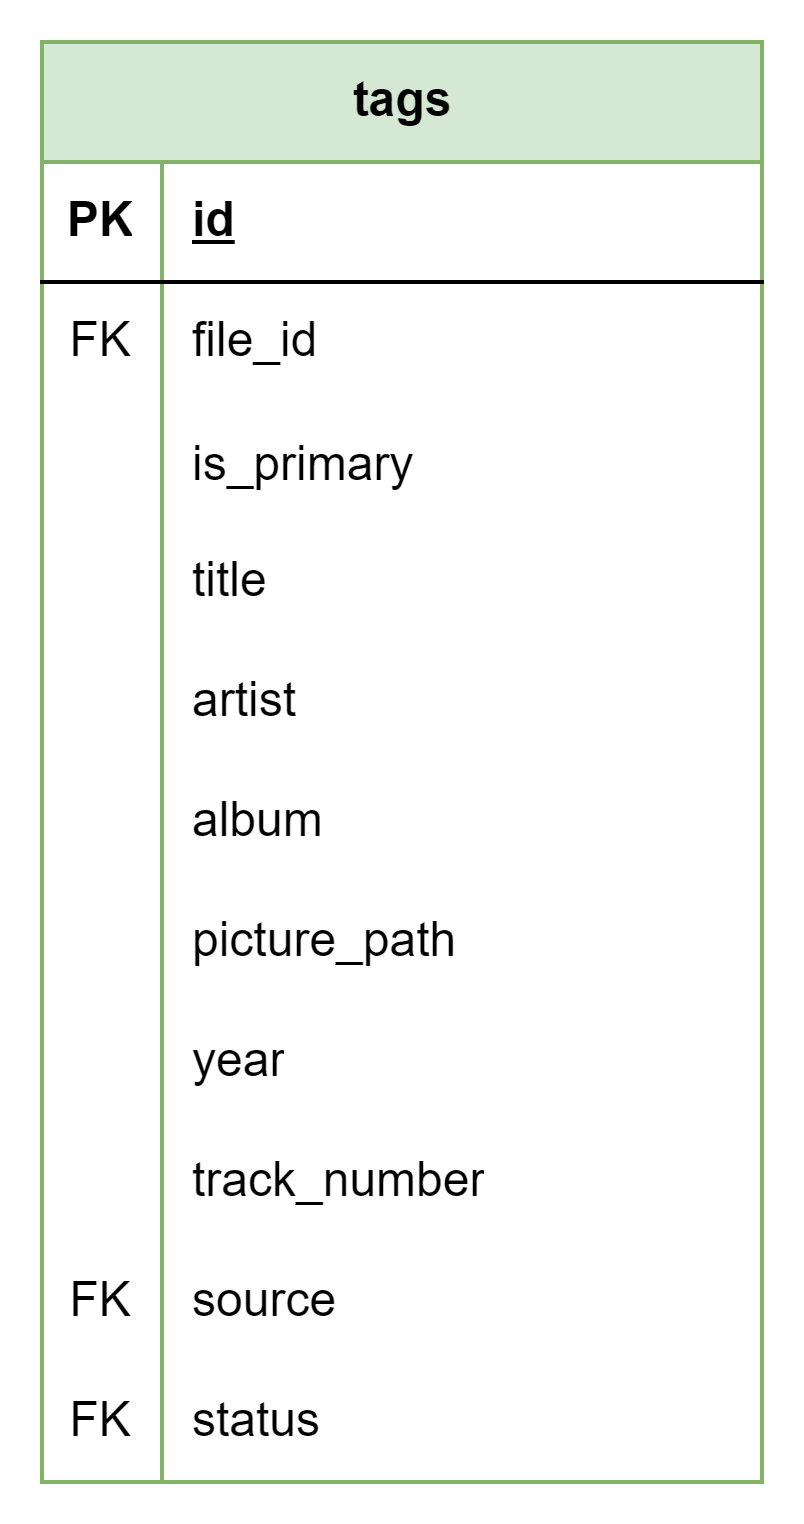 tags
PK id
FK file_id
is_primary
title
artist
album
picture_path
year
track_number
FK source
FK status